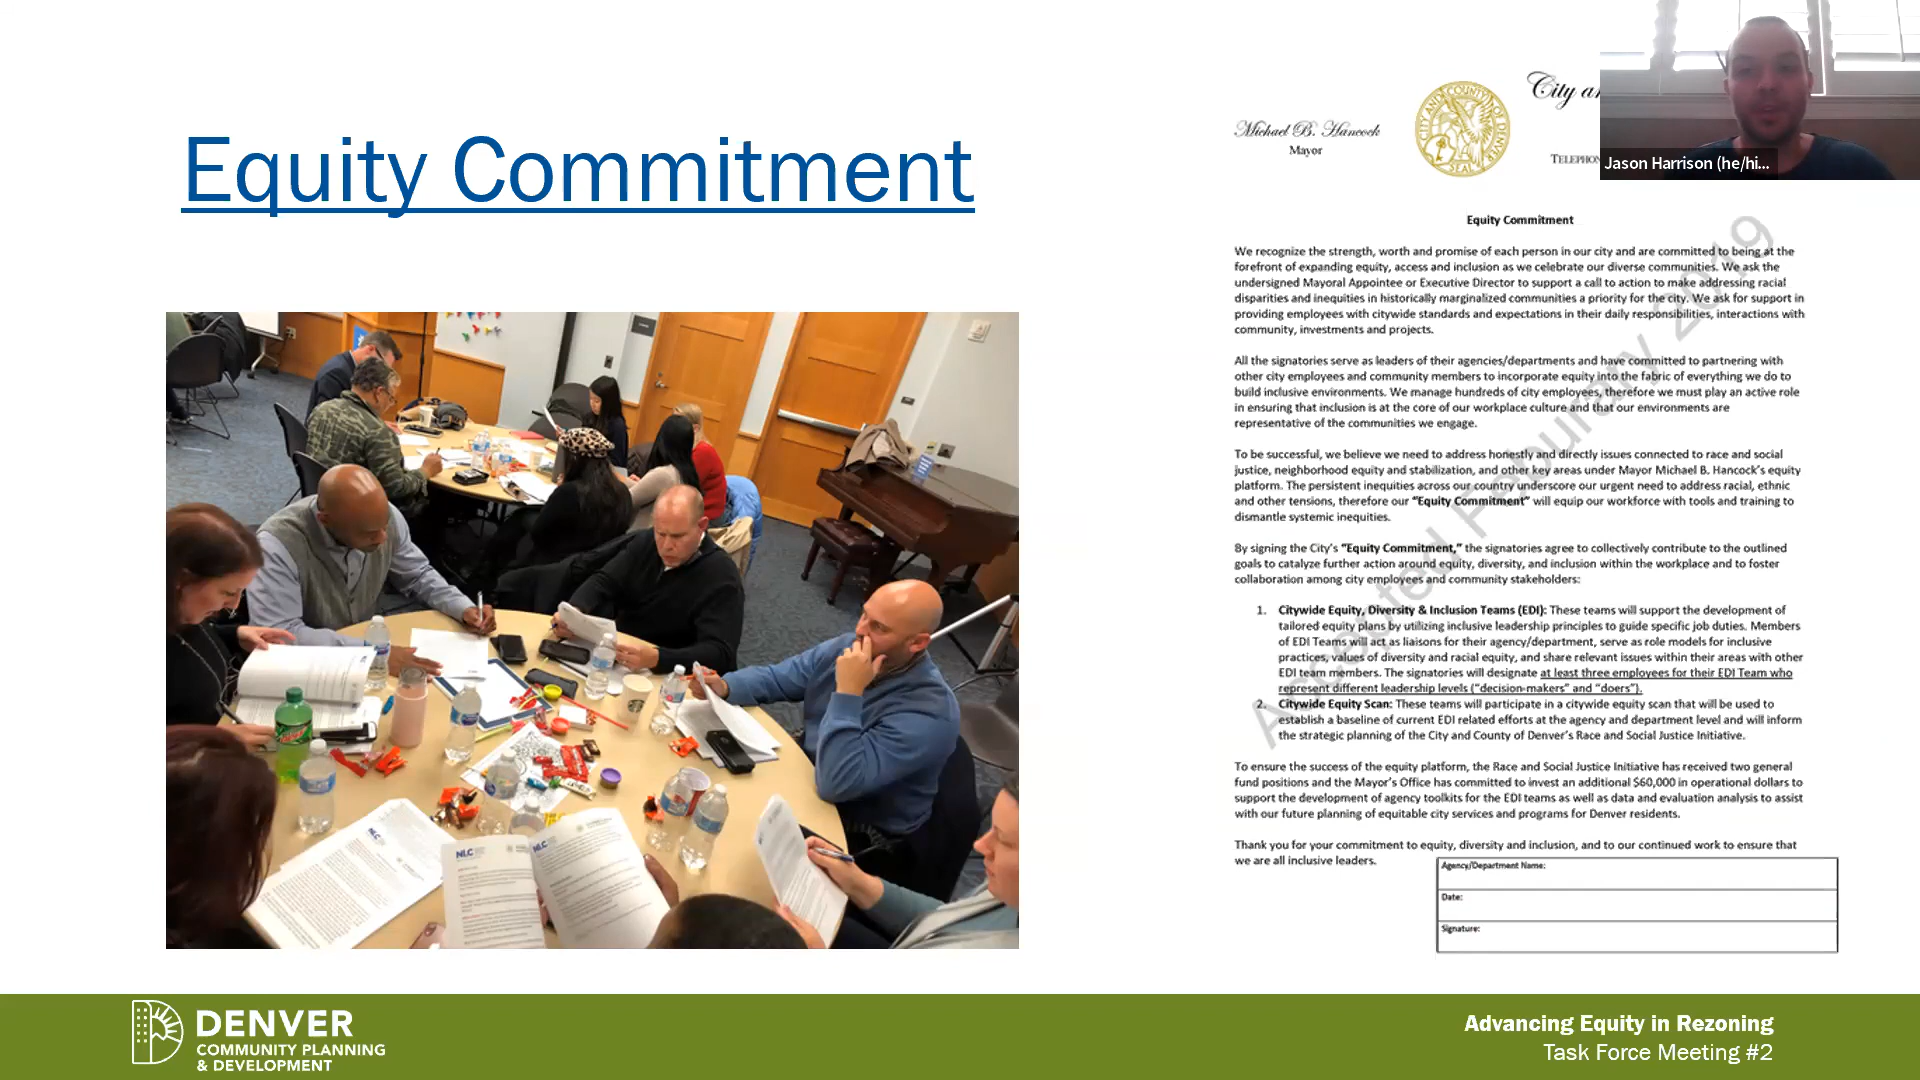 Equity Commitment
Michael B. Hancock
Mayor
CITY AND COUNTY OF DENVER
SEAL
City a
TELEPHO
Jason Harrison (he/hi...
Equity Commitment
We recognize the strength, worth and promise of each person in our city and are committed to being at the
forefront of expanding equity, access and inclusion as we celebrate our diverse communities. We ask the
undersigned Mayoral Appointee or Executive Director to support a call to action to make addressing racial
disparities and inequities in historically marginalized communities a priority for the city. We ask for support in
providing employees with citywide standards and expectations in their daily responsibilities, interactions with
community, investments and projects.
All the signatories serve as leaders of their agencies/departments and have committed to partnering with
other city employees and community members to incorporate equity into the fabric of everything we do to
build inclusive environments. We manage hundreds of city employees, therefore we must play an active role
in ensuring that inclusion is at the core of our workplace culture and that our environments are
representative of the communities we engage.
To be successful, we believe we need to address honestly and directly issues connected to race and social
justice, neighborhood equity and stabilization, and other key areas under Mayor Michael B. Hancock's equity
platform. The persistent inequities across our country underscore our urgent need to address racial, ethnic
and other tensions, therefore our "Equity Commitment" will equip our workforce with tools and training to
dismantle systemic inequities.
By signing the City's "Equity Commitment," the signatories agree to collectively contribute to the outlined
goals to catalyze further action around equity, diversity, and inclusion within the workplace and to foster
collaboration among city employees and community stakeholders:
1. Citywide Equity, Diversity & Inclusion Teams (EDI): These teams will support the development of
tailored equity plans by utilizing inclusive leadership principles to guide specific job duties. Members
of EDI Teams will act as liaisons for their agency/department, serve as role models for inclusive
practices, values of diversity and racial equity, and share relevant issues within their areas with other
EDI team members. The signatories will designate at least three employees for their EDI Team who
represent different leadership levels ("decision-makers" and "doers").
2. Citywide Equity Scan: These teams will participate in a citywide equity scan that will be used to
establish a baseline of current EDI related efforts at the agency and department level and will inform
the strategic planning of the City and County of Denver's Race and Social Justice Initiative.
To ensure the success of the equity platform, the Race and Social Justice Initiative has received two general
fund positions and the Mayor's Office has committed to invest an additional $60,000 in operational dollars to
support the development of agency toolkits for the EDI teams as well as data and evaluation analysis to assist
with our future planning of equitable city services and programs for Denver residents.
Thank you for your commitment to equity, diversity and inclusion, and to our continued work to ensure that
we are all inclusive leaders.
Agency/Department Name:
Date:
Signature:
Accepted Feburary 2019
NLC
NLC
NLC
DENVER
COMMUNITY PLANNING
& DEVELOPMENT
Advancing Equity in Rezoning
Task Force Meeting #2